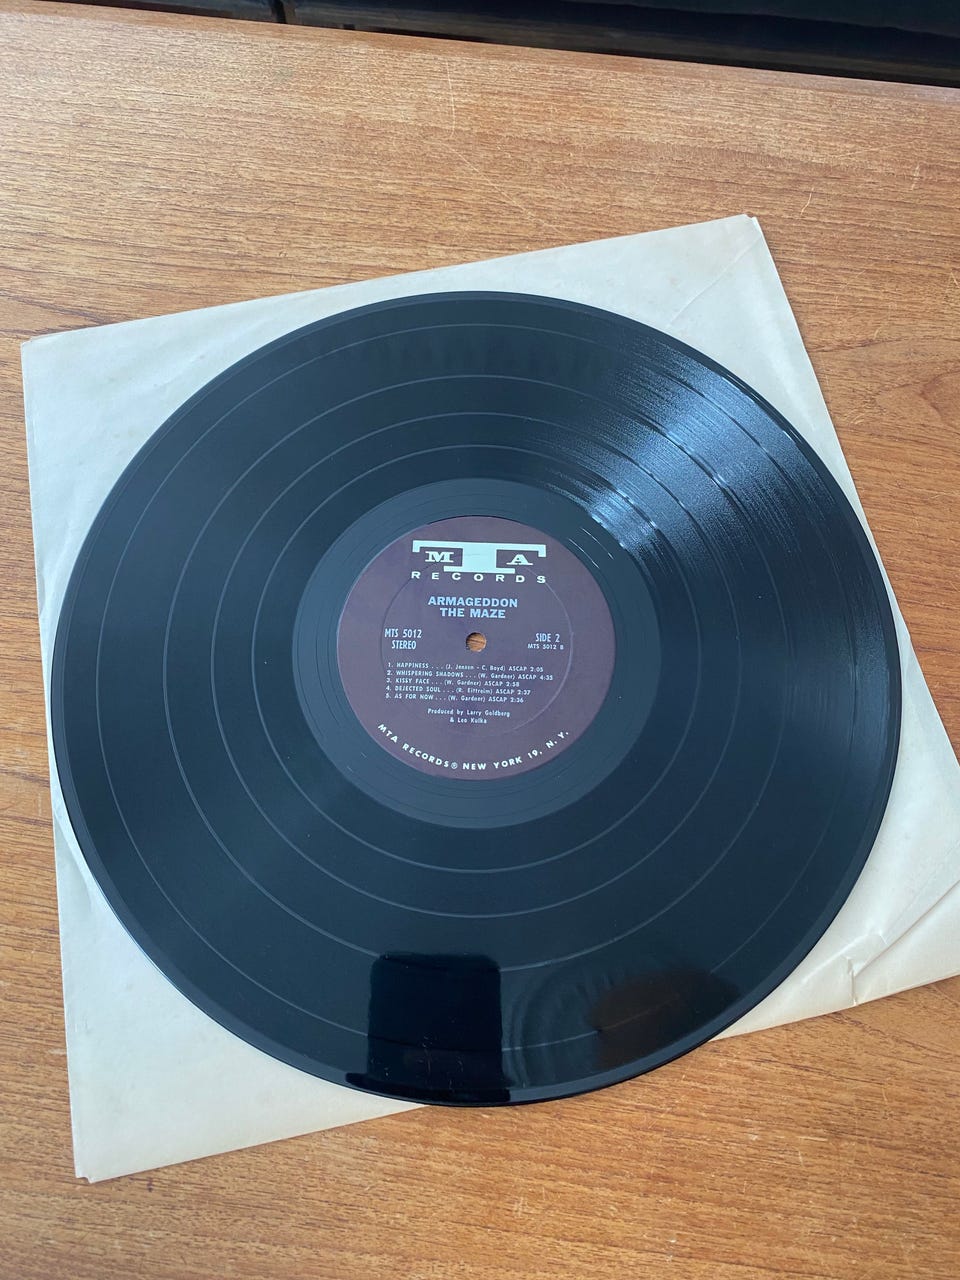 M T A
RECORDS
ARMAGEDDON
THE MAZE
MTS 5012
STEREO
SIDE 2
MTS 5012 B
1. HAPPINESS . . . (J. Jensen - C. Boyd) ASCAP 2:05
2. WHISPERING SHADOWS . . . (W. Gardner) ASCAP 4:35
3. KISSY FACE . . . (W. Gardner) ASCAP 2:58
4. DEJECTED SOUL . . . (R. Eittreim) ASCAP 2:37
5. AS FOR NOW . . . (W. Gardner) ASCAP 2:36
Produced by Larry Goldberg
& Leo Kulka
MTA RECORDS® NEW YORK 19, N. Y.